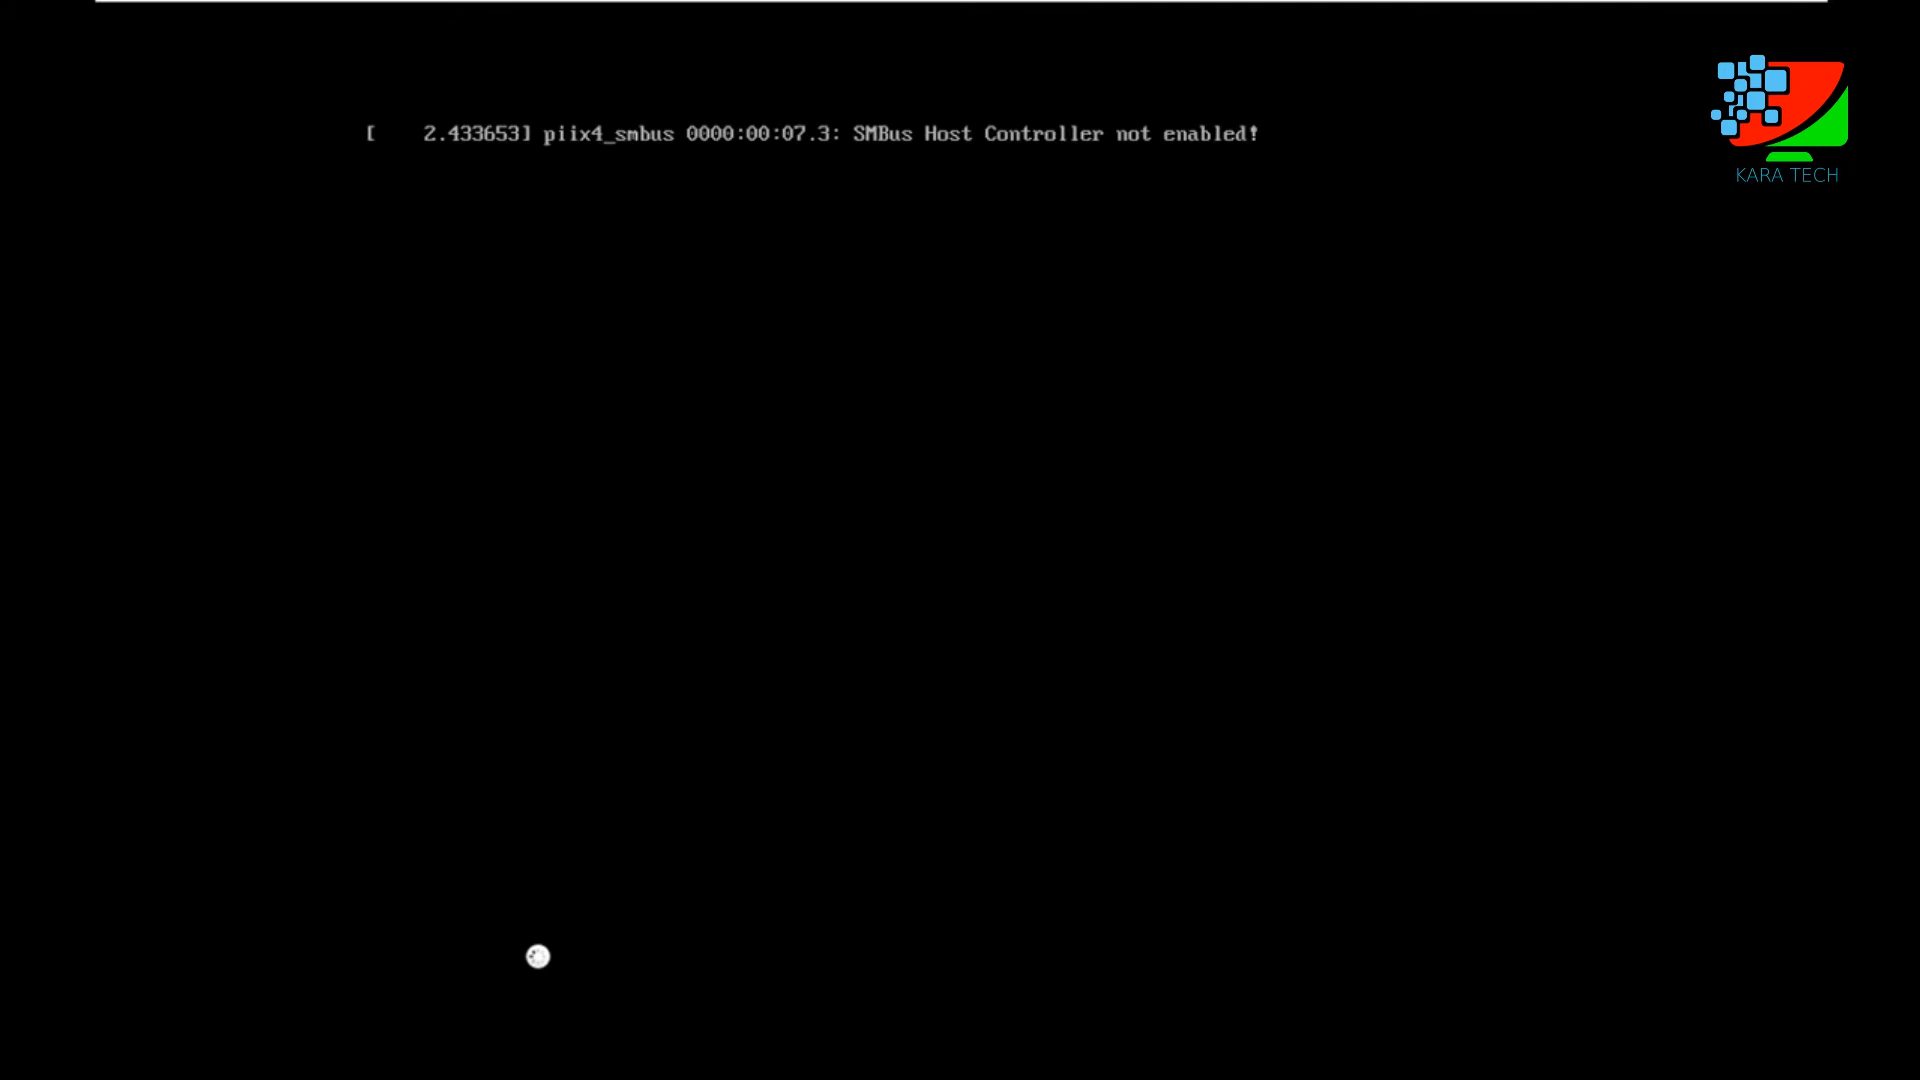 [    2.433653] piix4_smbus 0000:00:07.3: SMBus Host Controller not enabled!
KARA TECH